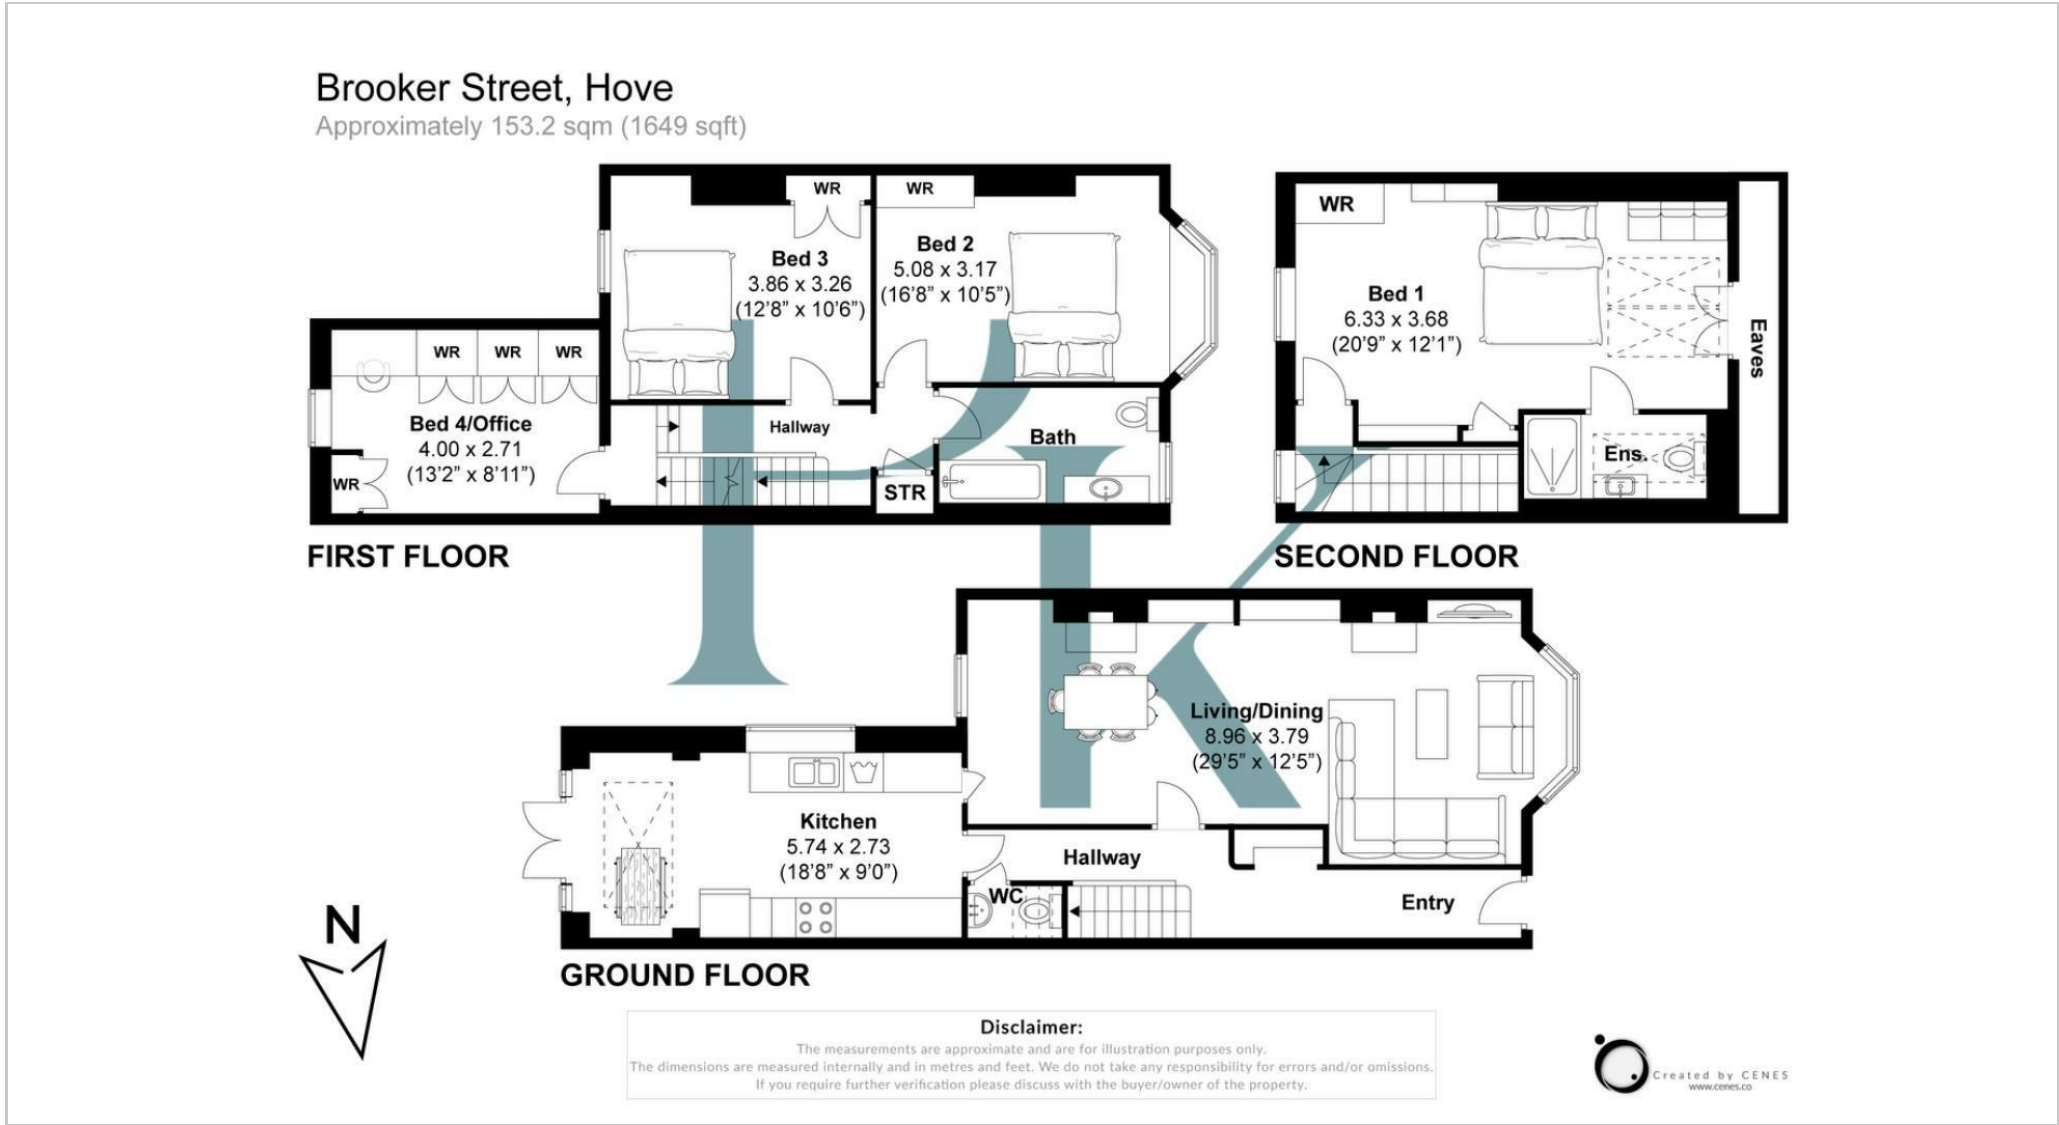 Brooker Street, Hove
Approximately 153.2 sqm (1649 sqft)
WR
Bed 3
3.86 x 3.26
(12’8” x 10’6”)
WR
Bed 2
5.08 x 3.17
(16’8” x 10’5”)
WR
WR
WR
Bed 4/Office
4.00 x 2.71
(13’2” x 8’11”)
WR
Hallway
STR
Bath
FIRST FLOOR
WR
Bed 1
6.33 x 3.68
(20’9” x 12’1”)
Eaves
Ens.
SECOND FLOOR
Living/Dining
8.96 x 3.79
(29’5” x 12’5”)
Kitchen
5.74 x 2.73
(18’8” x 9’0”)
Hallway
WC
Entry
GROUND FLOOR
N
Disclaimer:
The measurements are approximate and are for illustration purposes only.
The dimensions are measured internally and in metres and feet. We do not take any responsibility for errors and/or omissions.
If you require further verification please discuss with the buyer/owner of the property.
Created by CENES
www.cenes.co